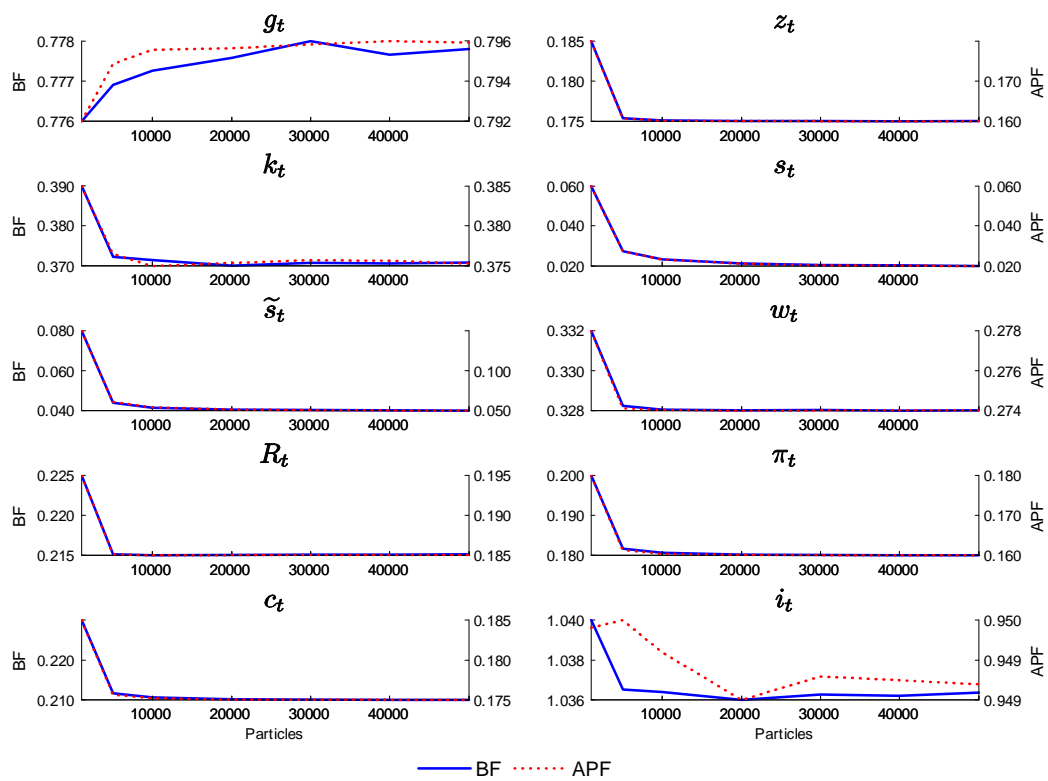 g_t
0.778
0.777
0.776
BF
0.796
0.794
0.792
10000 20000 30000 40000
z_t
0.185
0.175
0.170
0.160
APF
10000 20000 30000 40000
k_t
0.390
0.380
0.370
BF
0.385
0.380
0.375
10000 20000 30000 40000
s_t
0.060
0.040
0.020
0.060
0.040
0.020
APF
10000 20000 30000 40000
s̃_t
0.080
0.060
0.040
BF
0.100
0.050
10000 20000 30000 40000
w_t
0.332
0.330
0.328
0.278
0.276
0.274
APF
10000 20000 30000 40000
R_t
0.225
0.220
0.215
BF
0.195
0.190
0.185
10000 20000 30000 40000
π_t
0.200
0.190
0.180
0.180
0.170
0.160
APF
10000 20000 30000 40000
c_t
0.220
0.210
BF
0.185
0.180
0.175
10000 20000 30000 40000
Particles
i_t
1.040
1.038
1.036
0.950
0.949
0.949
APF
10000 20000 30000 40000
Particles
BF APF